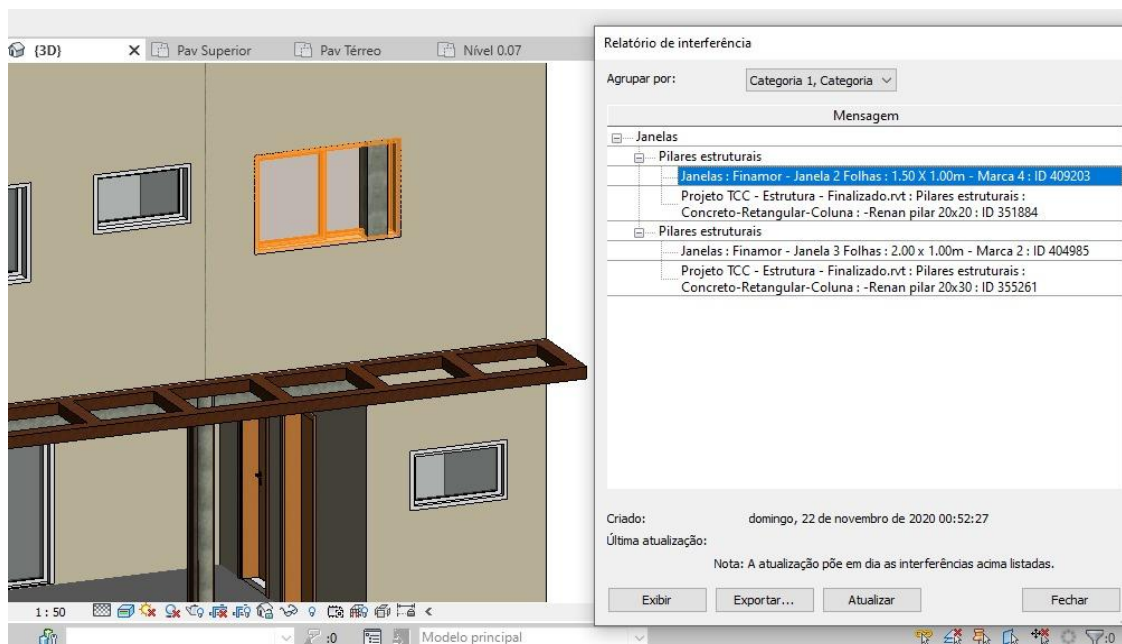 {3D}
Pav Superior
Pav Térreo
Nível 0.07
1 : 50
:0
Modelo principal
Relatório de interferência
Agrupar por:
Categoria 1, Categoria
Mensagem
Janelas
Pilares estruturais
Janelas : Finamor - Janela 2 Folhas : 1.50 X 1.00m - Marca 4 : ID 409203
Projeto TCC - Estrutura - Finalizado.rvt : Pilares estruturais :
Concreto-Retangular-Coluna : -Renan pilar 20x20 : ID 351884
Pilares estruturais
Janelas : Finamor - Janela 3 Folhas : 2.00 x 1.00m - Marca 2 : ID 404985
Projeto TCC - Estrutura - Finalizado.rvt : Pilares estruturais :
Concreto-Retangular-Coluna : -Renan pilar 20x30 : ID 355261
Criado:
domingo, 22 de novembro de 2020 00:52:27
Última atualização:
Nota: A atualização põe em dia as interferências acima listadas.
Exibir
Exportar...
Atualizar
Fechar
:0